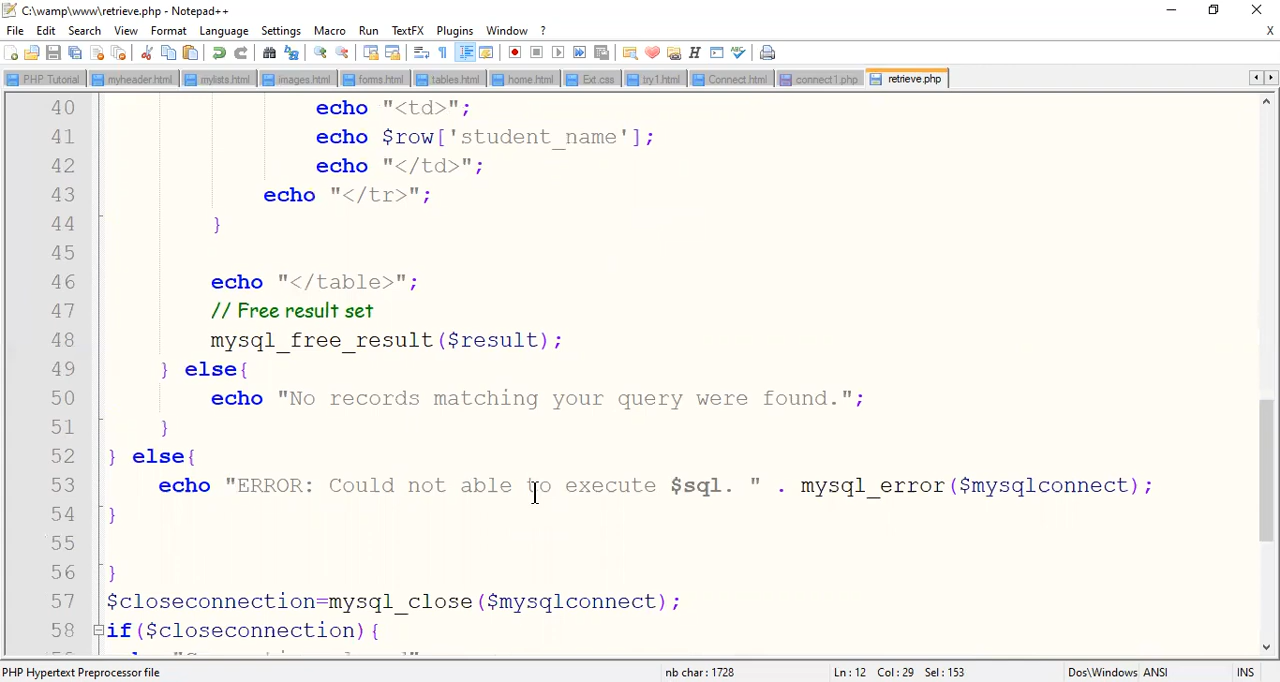 C:\wamp\www\retrieve.php - Notepad++
File Edit Search View Format Language Settings Macro Run TextFX Plugins Window ? X
PHP Tutorial myheader.html mylists.html images.html forms.html tables.html home.html Ext.css try1.html Connect.html connect1.php retrieve.php
40 echo "<td>";
41 echo $row['student_name'];
42 echo "</td>";
43 echo "</tr>";
44 }
45
46 echo "</table>";
47 // Free result set
48 mysql_free_result($result);
49 } else{
50 echo "No records matching your query were found.";
51 }
52 } else{
53 echo "ERROR: Could not able to execute $sql. " . mysql_error($mysqlconnect);
54 }
55
56 }
57 $closeconnection=mysql_close($mysqlconnect);
58 if($closeconnection){
PHP Hypertext Preprocessor file nb char : 1728 Ln : 12 Col : 29 Sel : 153 Dos\Windows ANSI INS